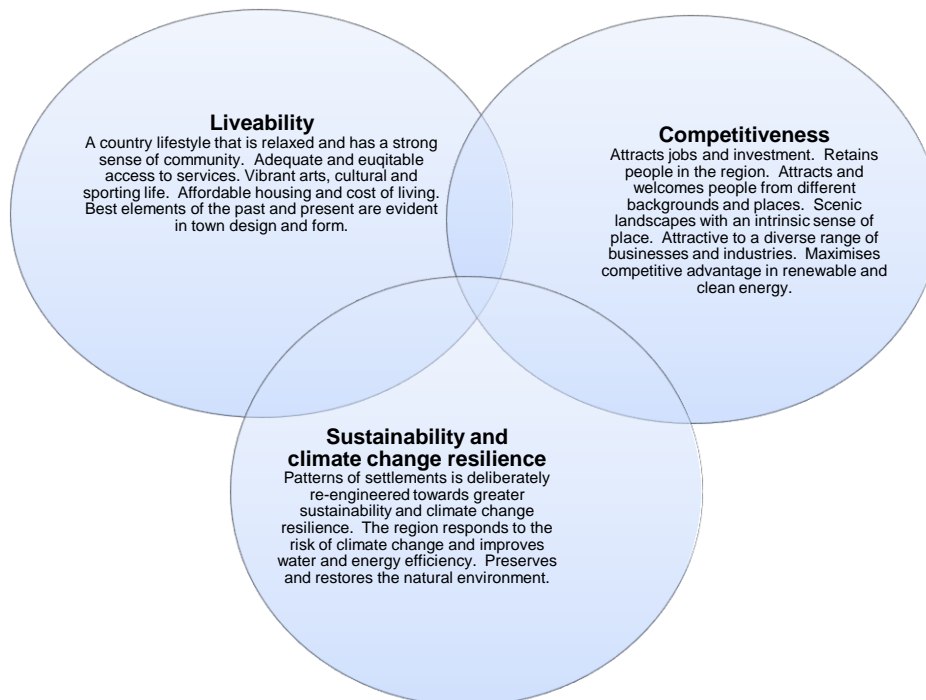 Liveability
A country lifestyle that is relaxed and has a strong
sense of community.  Adequate and euqitable
access to services. Vibrant arts, cultural and
sporting life.  Affordable housing and cost of living.
Best elements of the past and present are evident
in town design and form.
Competitiveness
Attracts jobs and investment.  Retains
people in the region.  Attracts and
welcomes people from different
backgrounds and places.  Scenic
landscapes with an intrinsic sense of
place.  Attractive to a diverse range of
businesses and industries.  Maximises
competitive advantage in renewable and
clean energy.
Sustainability and
climate change resilience
Patterns of settlements is deliberately
re-engineered towards greater
sustainability and climate change
resilience.  The region responds to the
risk of climate change and improves
water and energy efficiency.  Preserves
and restores the natural environment.